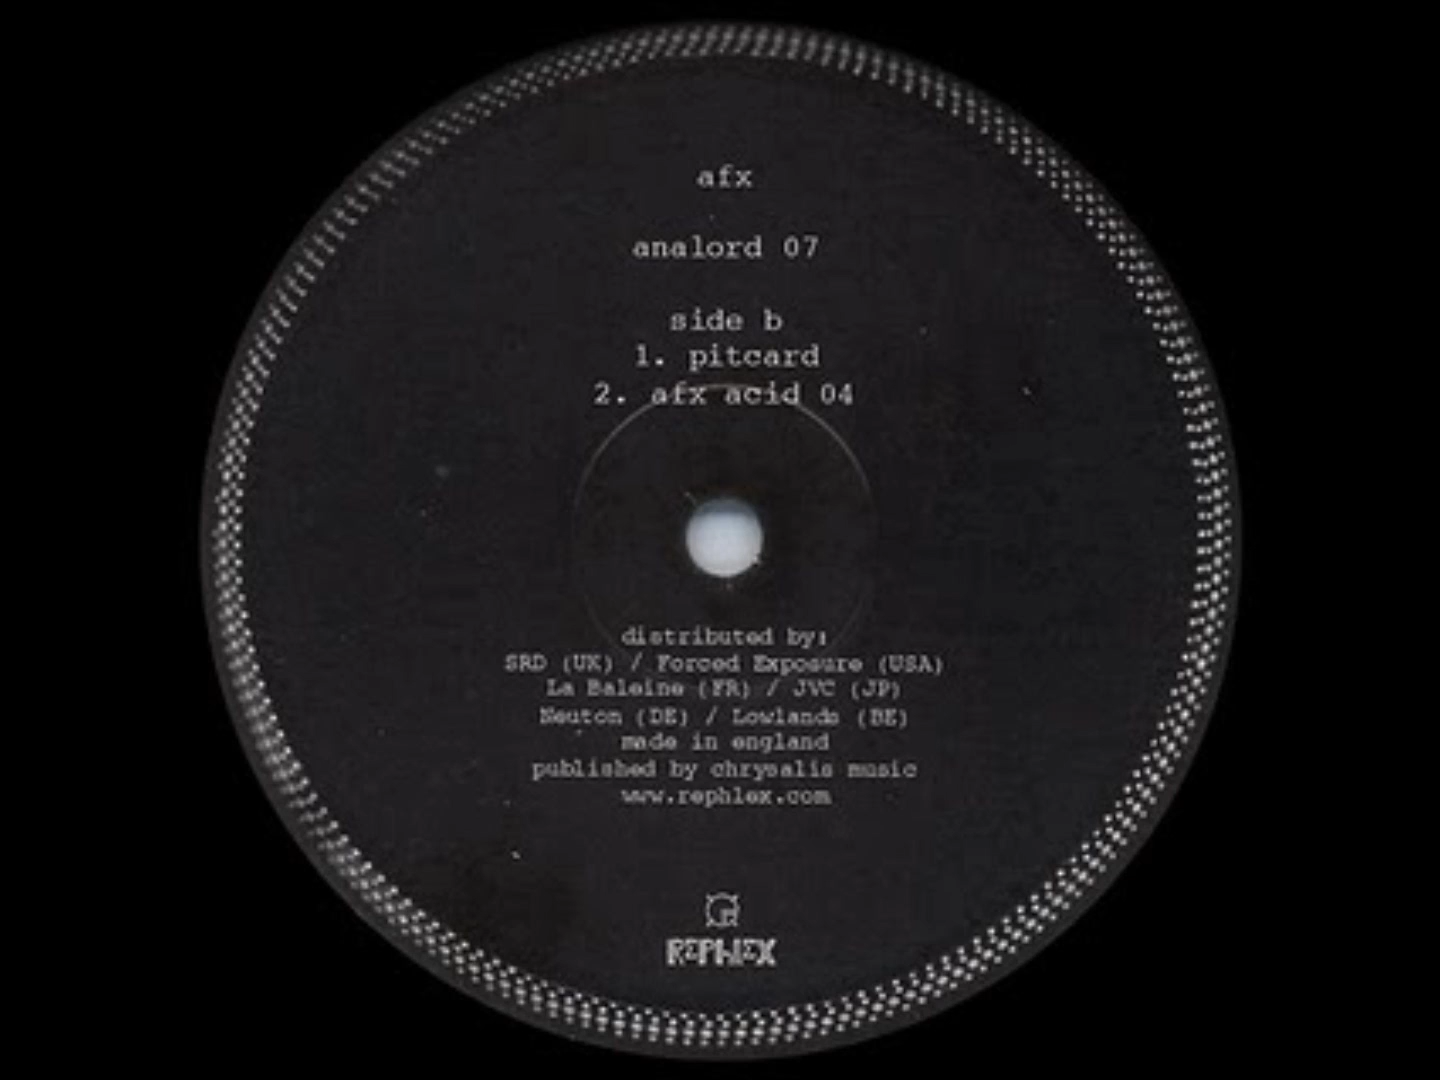 afx
analord 07
side b
1. pitcard
2. afx acid 04
distributed by:
SRD (UK) / Forced Exposure (USA)
La Baleine (FR) / JVC (JP)
Neuton (DE) / Lowlands (BE)
made in england
published by chrysalis music
www.rephlex.com
REPHLEX